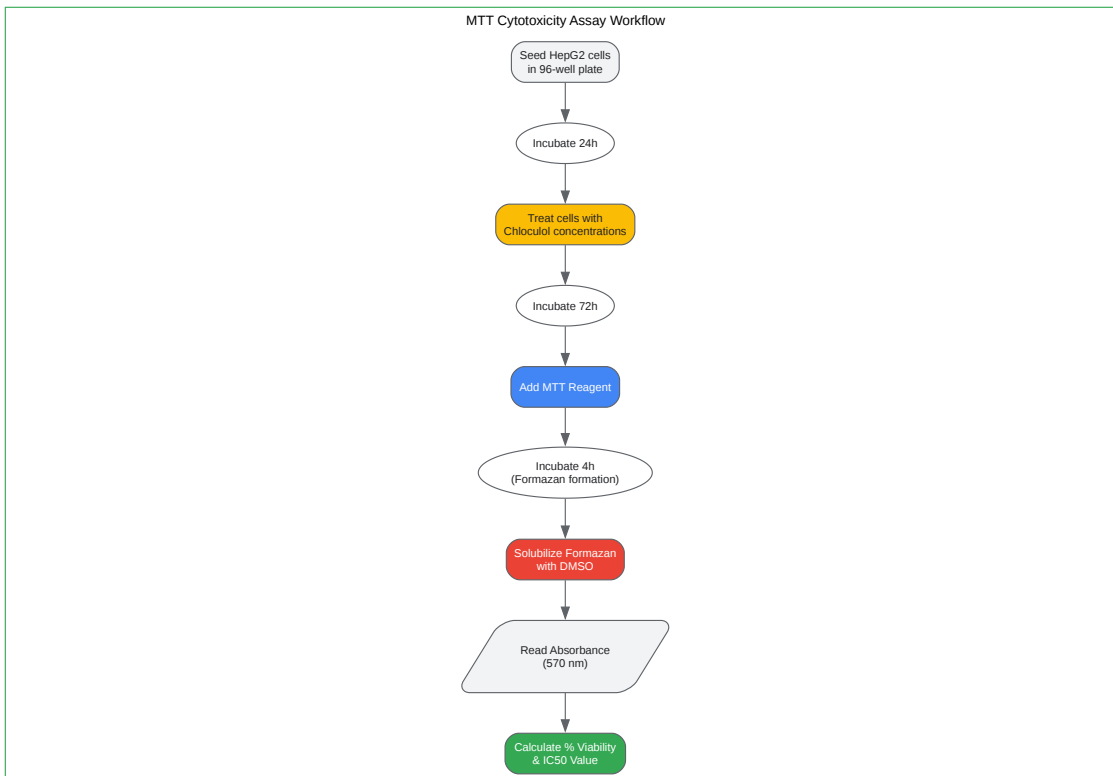 MTT Cytotoxicity Assay Workflow
Seed HepG2 cells
in 96-well plate
Incubate 24h
Treat cells with
Chloculol concentrations
Incubate 72h
Add MTT Reagent
Incubate 4h
(Formazan formation)
Solubilize Formazan
with DMSO
Read Absorbance
(570 nm)
Calculate % Viability
& IC50 Value